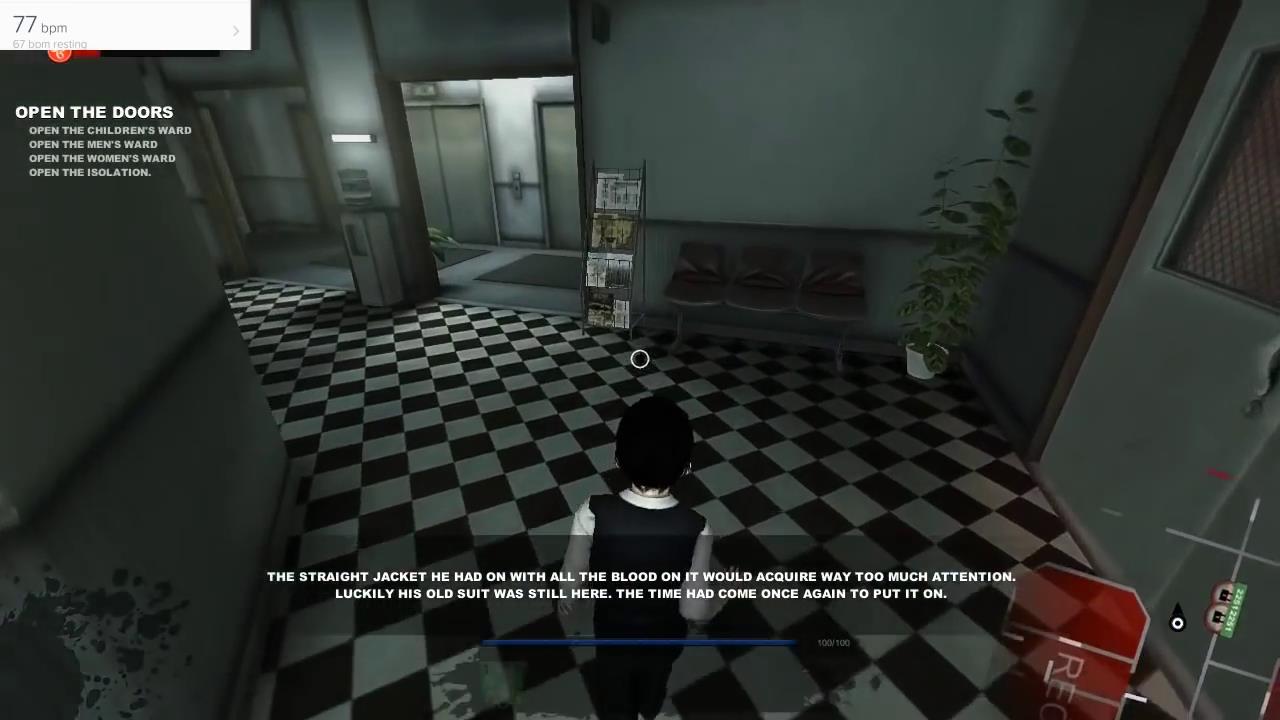 77 bpm
67 bpm resting
OPEN THE DOORS
OPEN THE CHILDREN'S WARD
OPEN THE MEN'S WARD
OPEN THE WOMEN'S WARD
OPEN THE ISOLATION.
THE STRAIGHT JACKET HE HAD ON WITH ALL THE BLOOD ON IT WOULD ACQUIRE WAY TOO MUCH ATTENTION.
LUCKILY HIS OLD SUIT WAS STILL HERE. THE TIME HAD COME ONCE AGAIN TO PUT IT ON.
100/100